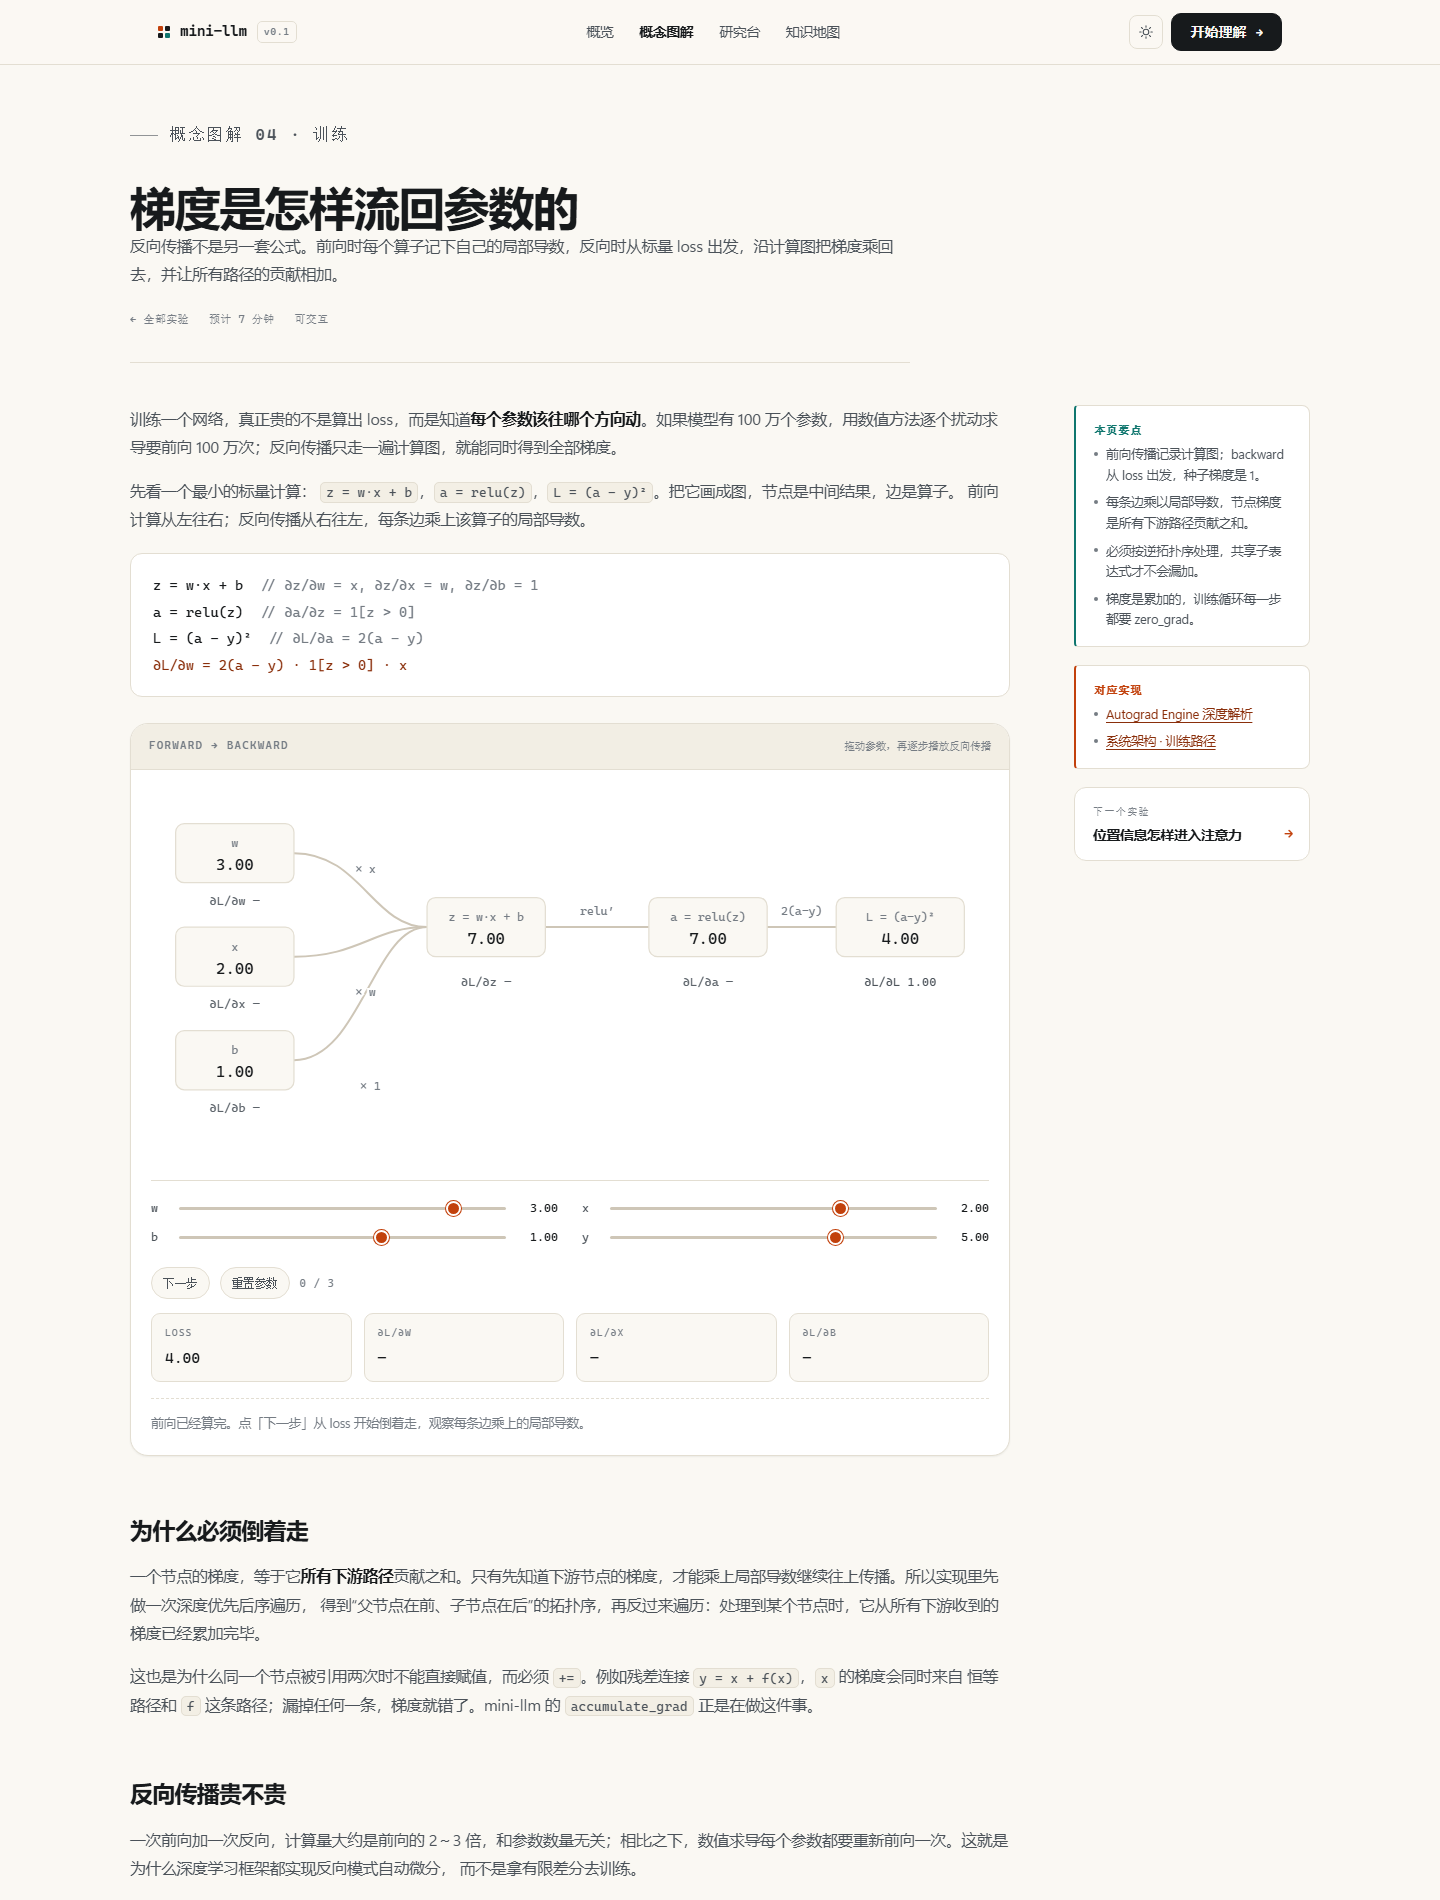 mini-llm v0.1 概览 概念图解 研究台 知识地图 开始理解 →
概念图解 04 · 训练
梯度是怎样流回参数的
反向传播不是另一套公式。前向时每个算子记下自己的局部导数，反向时从标量 loss 出发，沿计算图把梯度乘回
去，并让所有路径的贡献相加。
← 全部实验 预计 7 分钟 可交互
训练一个网络，真正贵的不是算出 loss，而是知道每个参数该往哪个方向动。如果模型有 100 万个参数，用数值方法逐个扰动求
导要前向 100 万次；反向传播只走一遍计算图，就能同时得到全部梯度。
先看一个最小的标量计算： z = w·x + b， a = relu(z)， L = (a − y)²。把它画成图，节点是中间结果，边是算子。 前向
计算从左往右；反向传播从右往左，每条边乘上该算子的局部导数。
z = w·x + b // ∂z/∂w = x, ∂z/∂x = w, ∂z/∂b = 1
a = relu(z) // ∂a/∂z = 1[z > 0]
L = (a − y)² // ∂L/∂a = 2(a − y)
∂L/∂w = 2(a − y) · 1[z > 0] · x
FORWARD → BACKWARD 拖动参数，再逐步播放反向传播
w
3.00
∂L/∂w —
× x
x
2.00
∂L/∂x —
× w
b
1.00
∂L/∂b —
× 1
z = w·x + b
7.00
∂L/∂z —
relu′
a = relu(z)
7.00
∂L/∂a —
2(a−y)
L = (a−y)²
4.00
∂L/∂L 1.00
w 3.00 x 2.00
b 1.00 y 5.00
下一步 重置参数 0 / 3
LOSS
4.00
∂L/∂W
—
∂L/∂X
—
∂L/∂B
—
前向已经算完。点「下一步」从 loss 开始倒着走，观察每条边乘上的局部导数。
为什么必须倒着走
一个节点的梯度，等于它所有下游路径贡献之和。只有先知道下游节点的梯度，才能乘上局部导数继续往上传播。所以实现里先
做一次深度优先后序遍历， 得到“父节点在前、子节点在后”的拓扑序，再反过来遍历：处理到某个节点时，它从所有下游收到的
梯度已经累加完毕。
这也是为什么同一个节点被引用两次时不能直接赋值，而必须 +=。例如残差连接 y = x + f(x)， x 的梯度会同时来自 恒等
路径和 f 这条路径；漏掉任何一条，梯度就错了。mini-llm 的 accumulate_grad 正是在做这件事。
反向传播贵不贵
一次前向加一次反向，计算量大约是前向的 2～3 倍，和参数数量无关；相比之下，数值求导每个参数都要重新前向一次。这就是
为什么深度学习框架都实现反向模式自动微分， 而不是拿有限差分去训练。
本页要点
前向传播记录计算图；backward
从 loss 出发，种子梯度是 1。
每条边乘以局部导数，节点梯度
是所有下游路径贡献之和。
必须按逆拓扑序处理，共享子表
达式才不会漏加。
梯度是累加的，训练循环每一步
都要 zero_grad。
对应实现
Autograd Engine 深度解析
系统架构 · 训练路径
下一个实验
位置信息怎样进入注意力 →